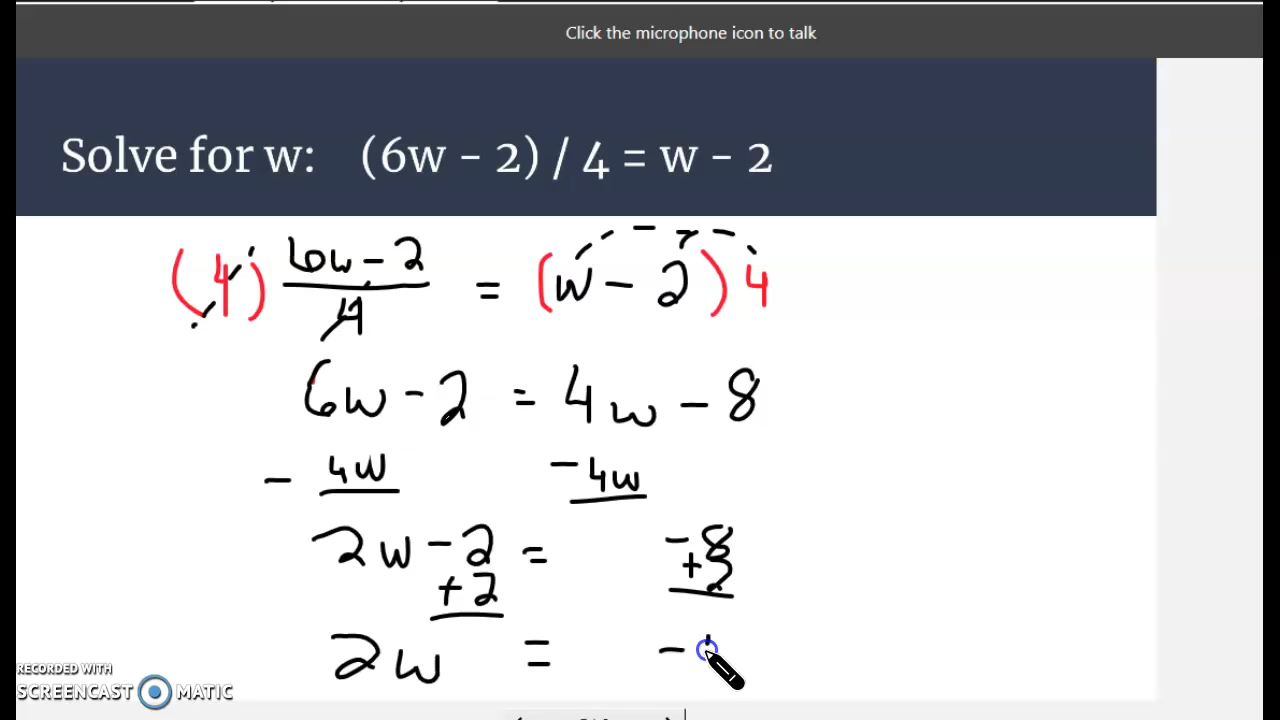 Click the microphone icon to talk
Solve for w: (6w - 2) / 4 = w - 2
(4) 6w - 2 / 4 = (w - 2) 4
6w - 2 = 4w - 8
- 4w - 4w
2w - 2 = - 8
+ 2 + 2
2w = -
RECORDED WITH
SCREENCAST MATIC